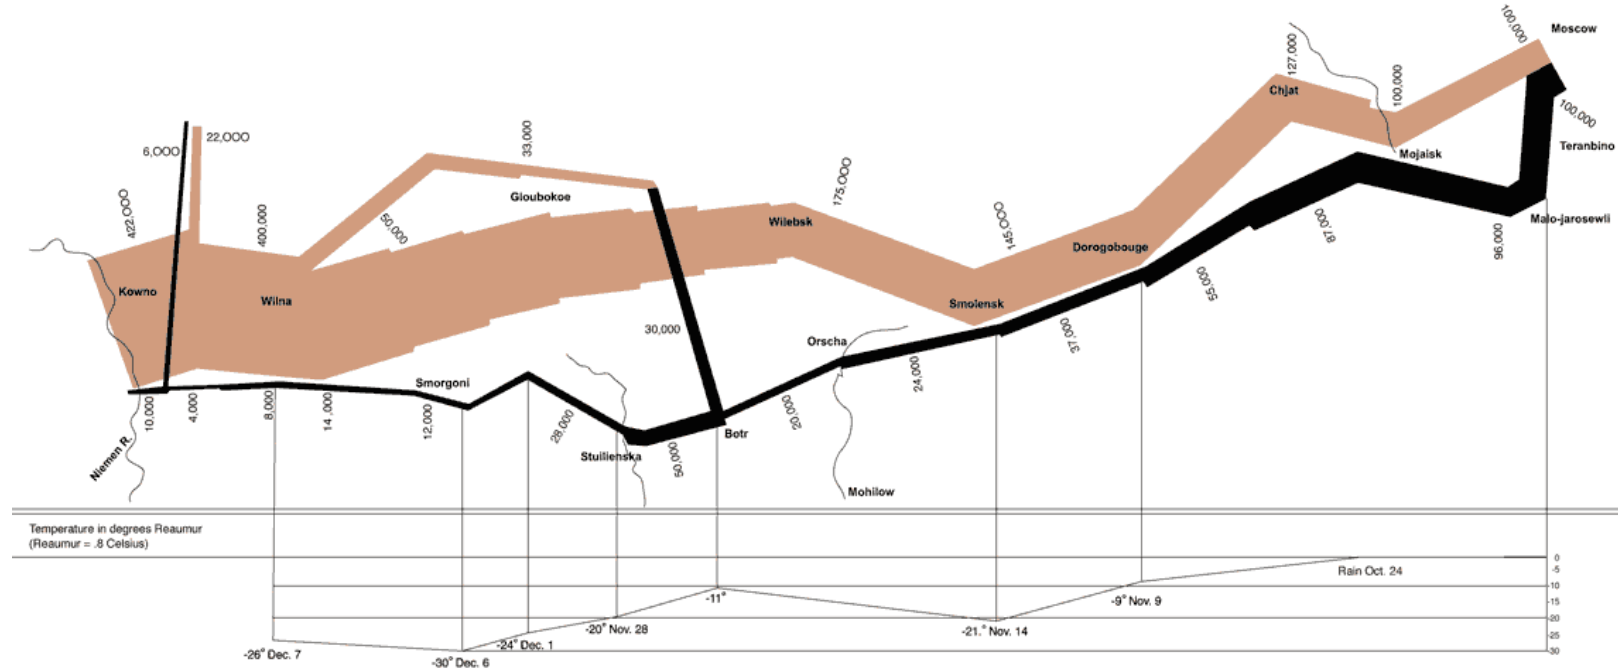 100,000
Moscow
127,000
100,000
Chjat
100,000
Teranbino
Mojaisk
6,000
22,000
33,000
175,000
Gloubokoe
422,000
400,000
50,000
Wilebsk
145,000
Malo-jarosewli
87,000
96,000
Dorogobouge
Kowno
Wilna
55,000
Smolensk
30,000
Orscha
37,000
24,000
Smorgoni
10,000
4,000
8,000
14,000
12,000
28,000
20,000
Botr
Niemen R.
Stuilienska
50,000
Mohilow
Temperature in degrees Reaumur
(Reaumur = .8 Celsius)
0
-5
Rain Oct. 24
-10
-11°
-9° Nov. 9
-15
-20
-20° Nov. 28
-21.° Nov. 14
-25
-24° Dec. 1
-26° Dec. 7
-30
-30° Dec. 6